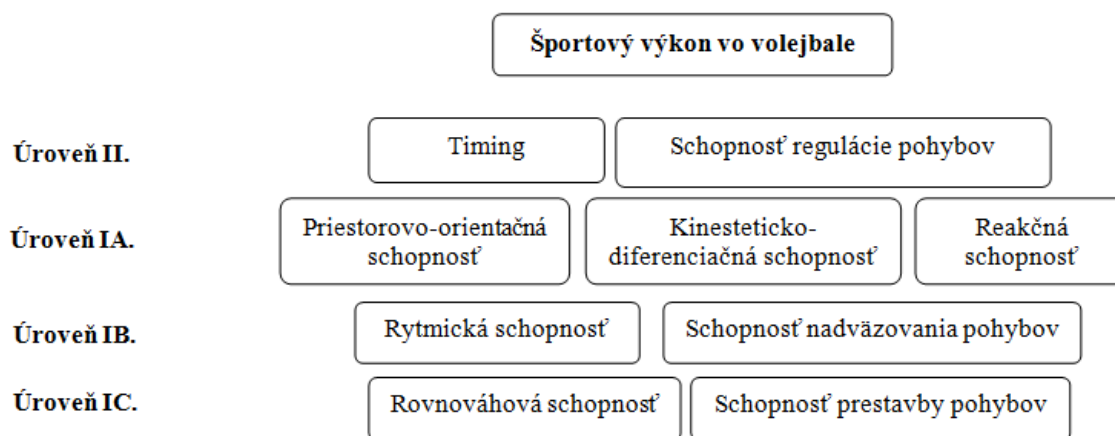 Športový výkon vo volejbale
Úroveň II.
Timing
Schopnosť regulácie pohybov
Úroveň IA.
Priestorovo-orientačná
schopnosť
Kinesteticko-
diferenciačná schopnosť
Reakčná
schopnosť
Úroveň IB.
Rytmická schopnosť
Schopnosť nadväzovania pohybov
Úroveň IC.
Rovnováhová schopnosť
Schopnosť prestavby pohybov